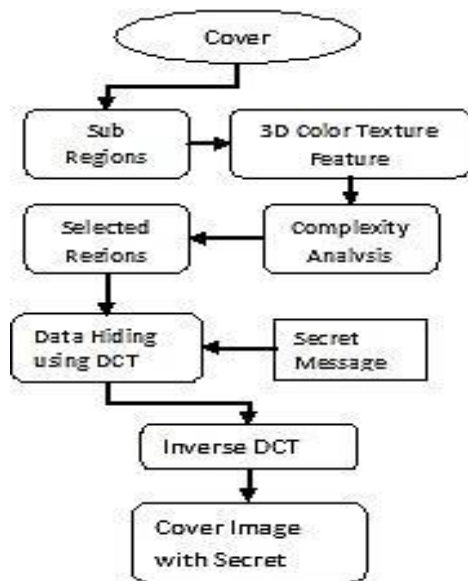 Cover
Sub
Regions
3D Color Texture
Feature
Selected
Regions
Complexity
Analysis
Data Hiding
using DCT
Secret
Message
Inverse DCT
Cover Image
with Secret